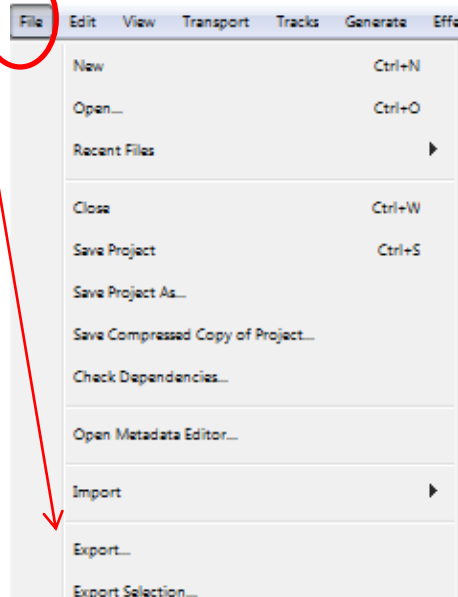 File Edit View Transport Tracks Generate Effe
New Ctrl+N
Open... Ctrl+O
Recent Files
Close Ctrl+W
Save Project Ctrl+S
Save Project As...
Save Compressed Copy of Project...
Check Dependencies...
Open Metadata Editor...
Import
Export...
Export Selection...